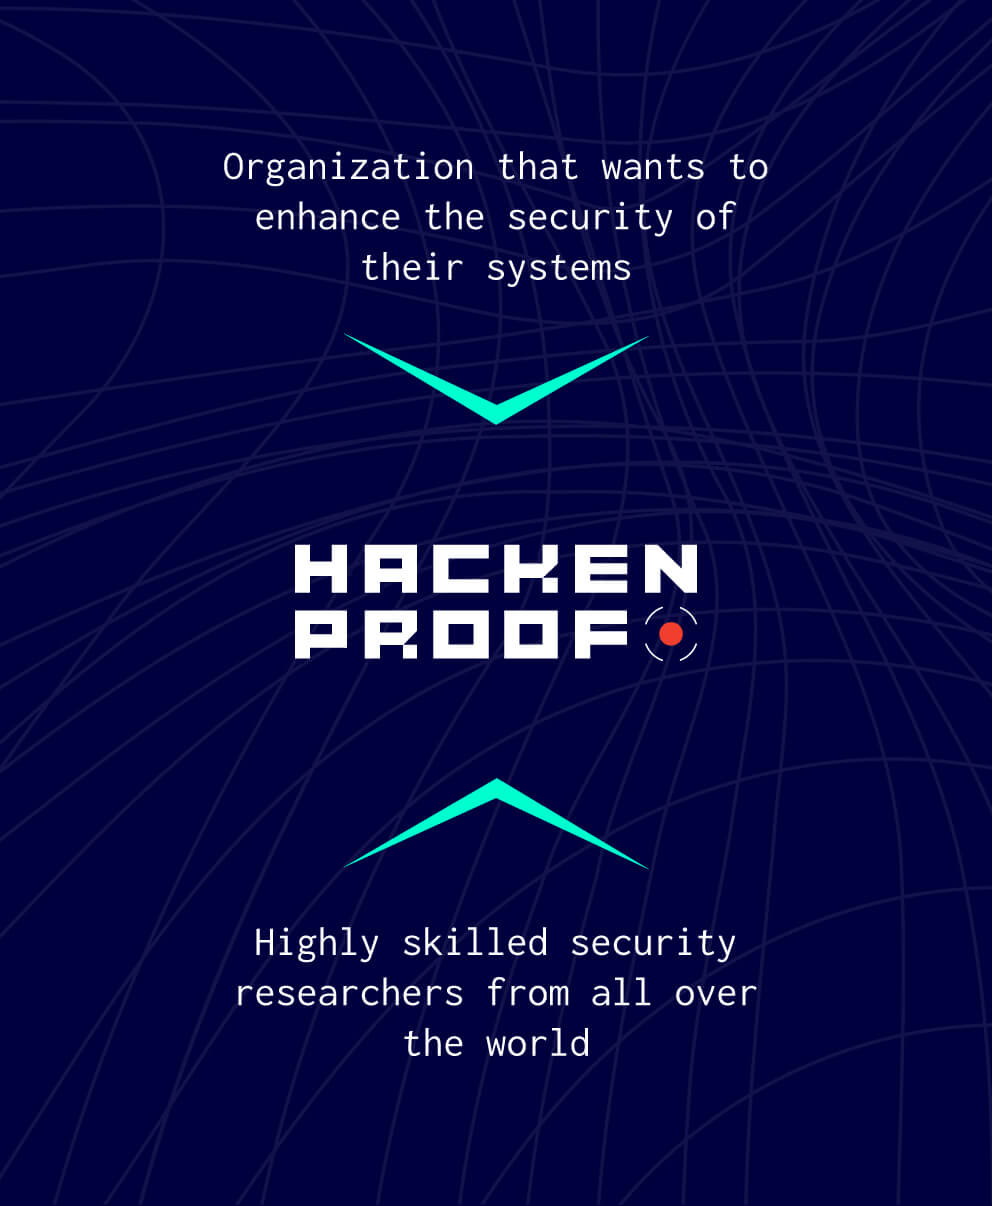 Organization that wants to
enhance the security of
their systems
HACKEN
PROOF
Highly skilled security
researchers from all over
the world